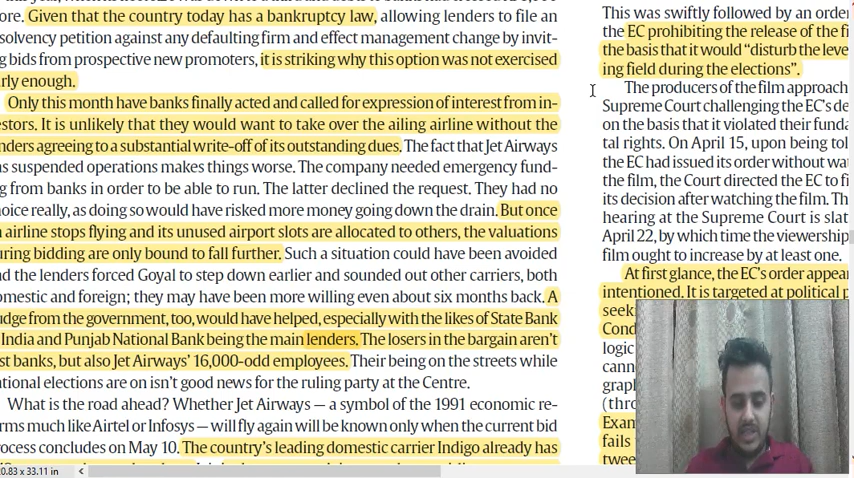 ore. Given that the country today has a bankruptcy law, allowing lenders to file an
solvency petition against any defaulting firm and effect management change by invit-
g bids from prospective new promoters, it is striking why this option was not exercised
rly enough.
Only this month have banks finally acted and called for expression of interest from in-
estors. It is unlikely that they would want to take over the ailing airline without the
nders agreeing to a substantial write-off of its outstanding dues. The fact that Jet Airways
s suspended operations makes things worse. The company needed emergency fund-
g from banks in order to be able to run. The latter declined the request. They had no
oice really, as doing so would have risked more money going down the drain. But once
airline stops flying and its unused airport slots are allocated to others, the valuations
uring bidding are only bound to fall further. Such a situation could have been avoided
d the lenders forced Goyal to step down earlier and sounded out other carriers, both
omestic and foreign; they may have been more willing even about six months back. A
udge from the government, too, would have helped, especially with the likes of State Bank
India and Punjab National Bank being the main lenders. The losers in the bargain aren't
st banks, but also Jet Airways' 16,000-odd employees. Their being on the streets while
ational elections are on isn't good news for the ruling party at the Centre.
What is the road ahead? Whether Jet Airways — a symbol of the 1991 economic re-
rms much like Airtel or Infosys — will fly again will be known only when the current bid
rocess concludes on May 10. The country's leading domestic carrier Indigo already has
20.83 x 33.11 in
This was swiftly followed by an orde
the EC prohibiting the release of the fi
the basis that it would "disturb the leve
ing field during the elections".
The producers of the film approach
Supreme Court challenging the EC's de
on the basis that it violated their funda
tal rights. On April 15, upon being tol
the EC had issued its order without wa
the film, the Court directed the EC to fi
its decision after watching the film. Th
hearing at the Supreme Court is slat
April 22, by which time the viewership
film ought to increase by at least one.
At first glance, the EC's order appear
intentioned. It is targeted at political p
seek
Cond
logic
canno
graph
(thro
Exam
fails
twee